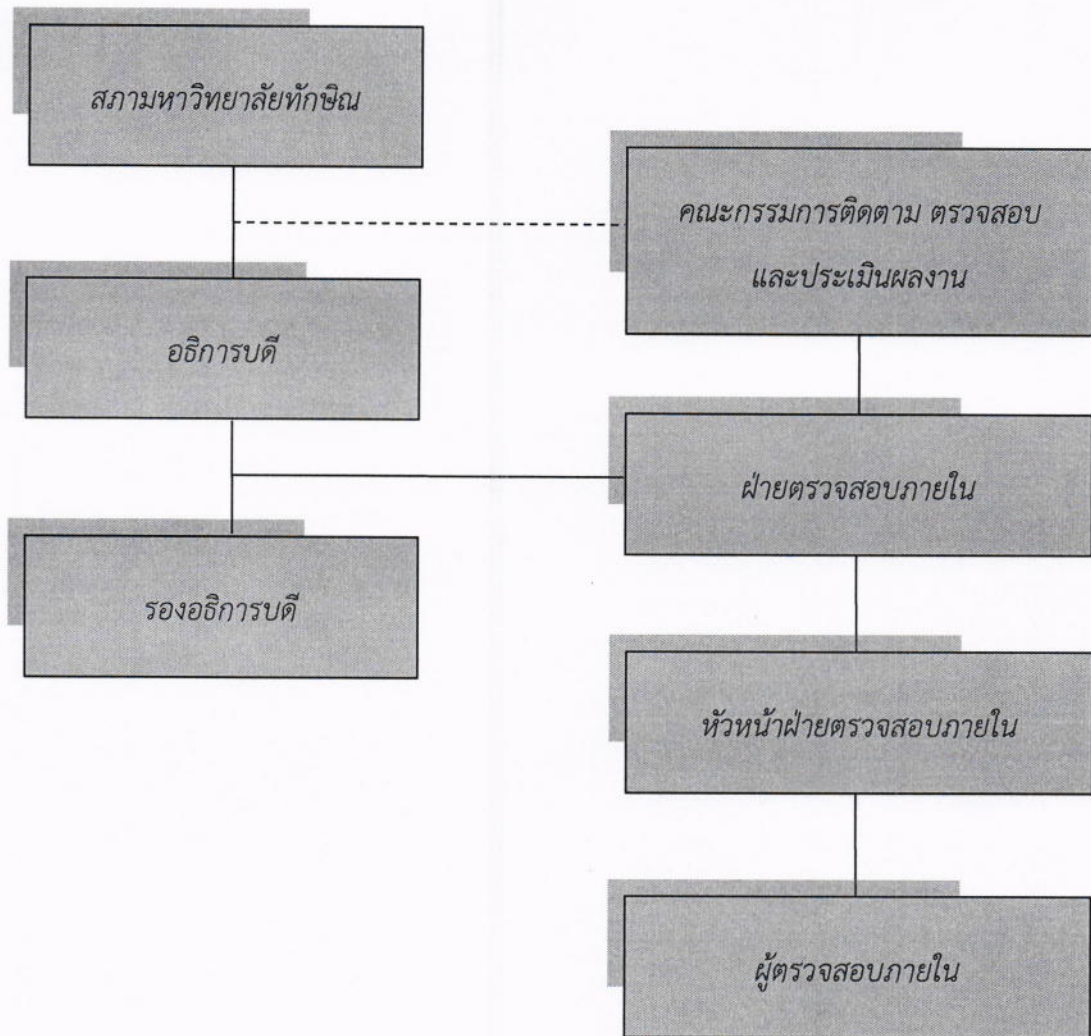 สภามหาวิทยาลัยทักษิณ
คณะกรรมการติดตาม ตรวจสอบ
และประเมินผลงาน
อธิการบดี
ฝ่ายตรวจสอบภายใน
รองอธิการบดี
หัวหน้าฝ่ายตรวจสอบภายใน
ผู้ตรวจสอบภายใน